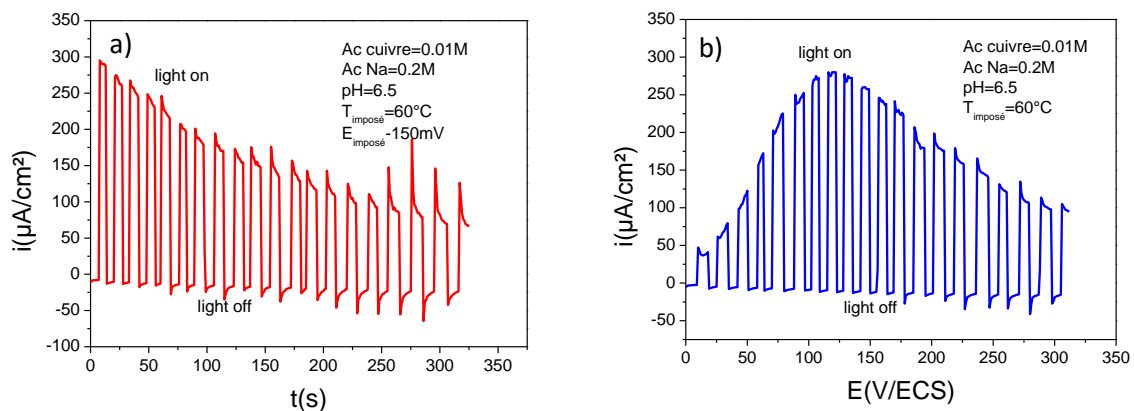 a)
light on
Ac cuivre=0.01M
Ac Na=0.2M
pH=6.5
Timposé=60°C
Eimposé-150mV
350
300
250
200
150
100
50
0
-50
-100
i(µA/cm²)
light off
0 50 100 150 200 250 300 350
t(s)
b)
light on
Ac cuivre=0.01M
Ac Na=0.2M
pH=6.5
Timposé=60°C
350
300
250
200
150
100
50
0
-50
i(µA/cm²)
light off
0 50 100 150 200 250 300 350
E(V/ECS)